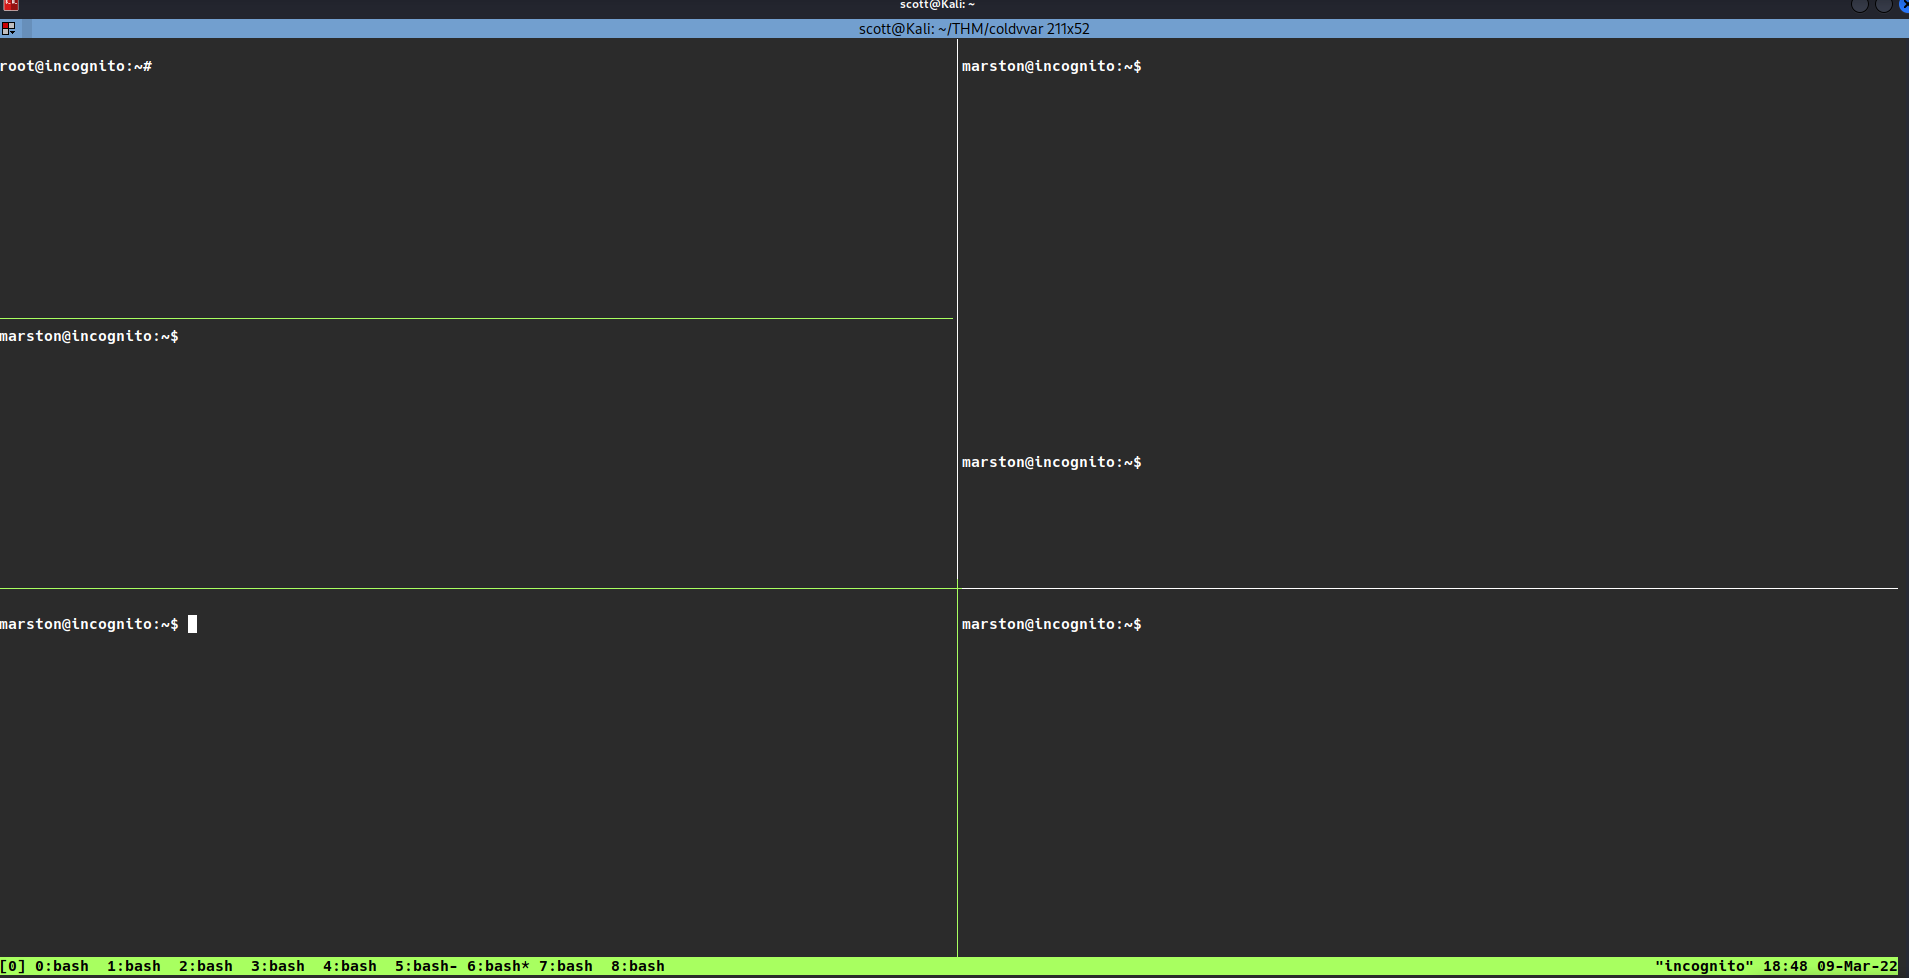 scott@Kali: ~
scott@Kali: ~/THM/coldvvar 211x52
root@incognito:~#
marston@incognito:~$
marston@incognito:~$
marston@incognito:~$
marston@incognito:~$
marston@incognito:~$
[0] 0:bash  1:bash  2:bash  3:bash  4:bash  5:bash- 6:bash* 7:bash  8:bash
"incognito" 18:48 09-Mar-22